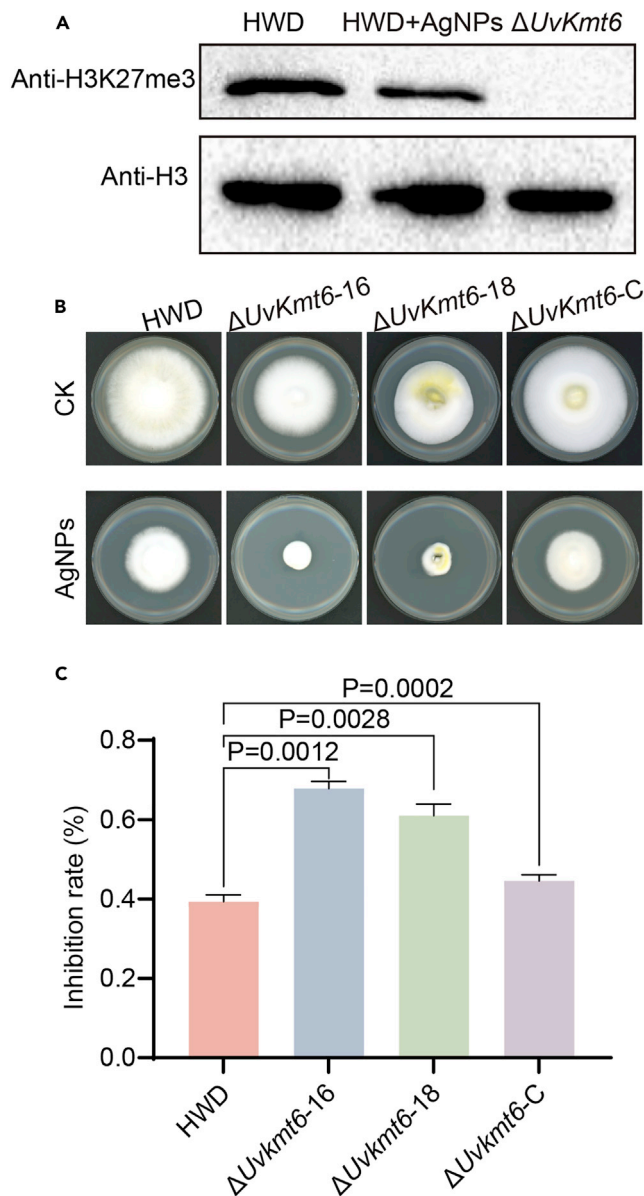 A
HWD HWD+AgNPs ΔUvKmt6
Anti-H3K27me3
Anti-H3
B
HWD ΔUvKmt6-16 ΔUvKmt6-18 ΔUvKmt6-C
CK
AgNPs
C
P=0.0002
P=0.0028
P=0.0012
0.8
0.6
0.4
0.2
0.0
Inhibition rate (%)
HWD ΔUvkmt6-16 ΔUvkmt6-18 ΔUvkmt6-C